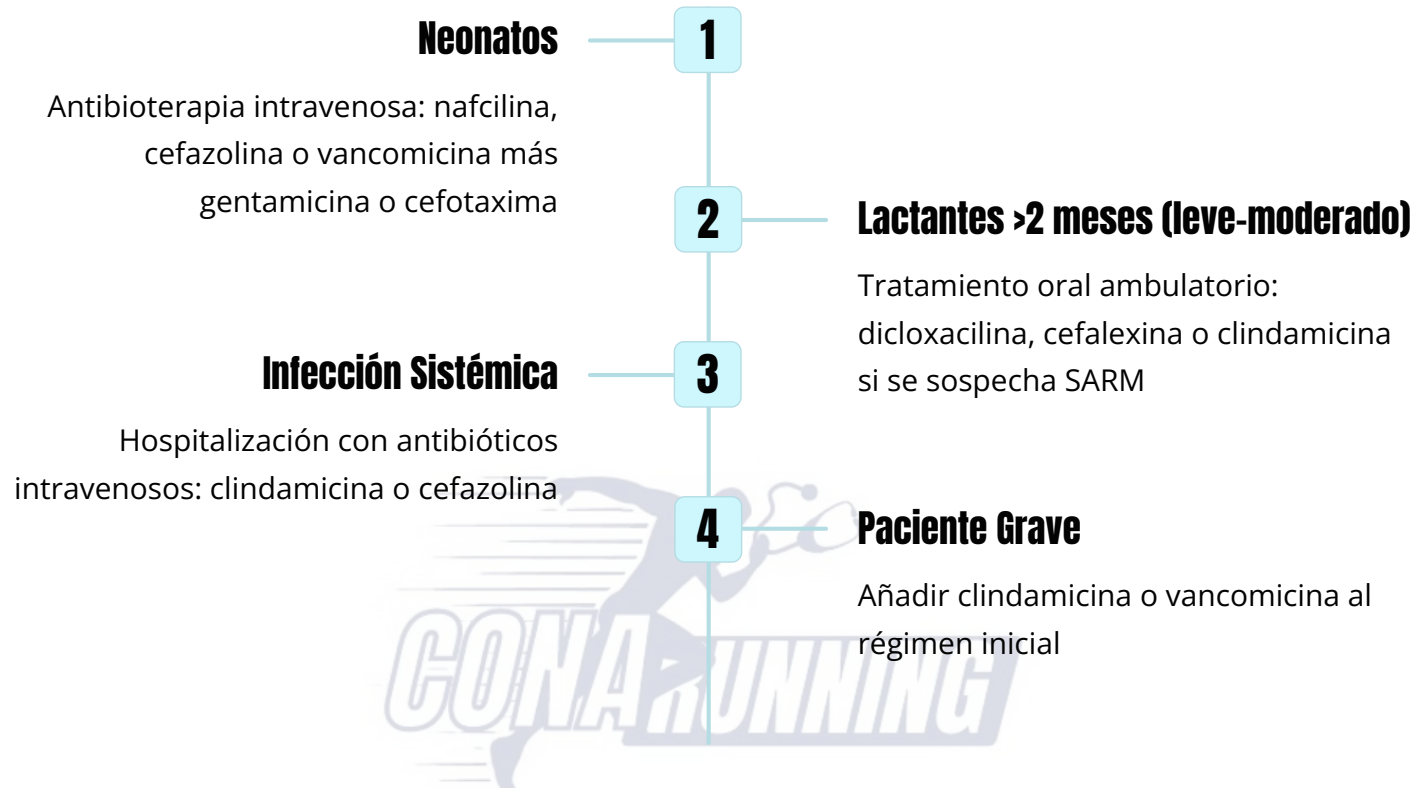 Neonatos
1
Antibioterapia intravenosa: nafcilina,
cefazolina o vancomicina más
gentamicina o cefotaxima
2
Lactantes >2 meses (leve-moderado)
Tratamiento oral ambulatorio:
dicloxacilina, cefalexina o clindamicina
si se sospecha SARM
Infección Sistémica
3
Hospitalización con antibióticos
intravenosos: clindamicina o cefazolina
4
Paciente Grave
Añadir clindamicina o vancomicina al
régimen inicial
CONARUNNING